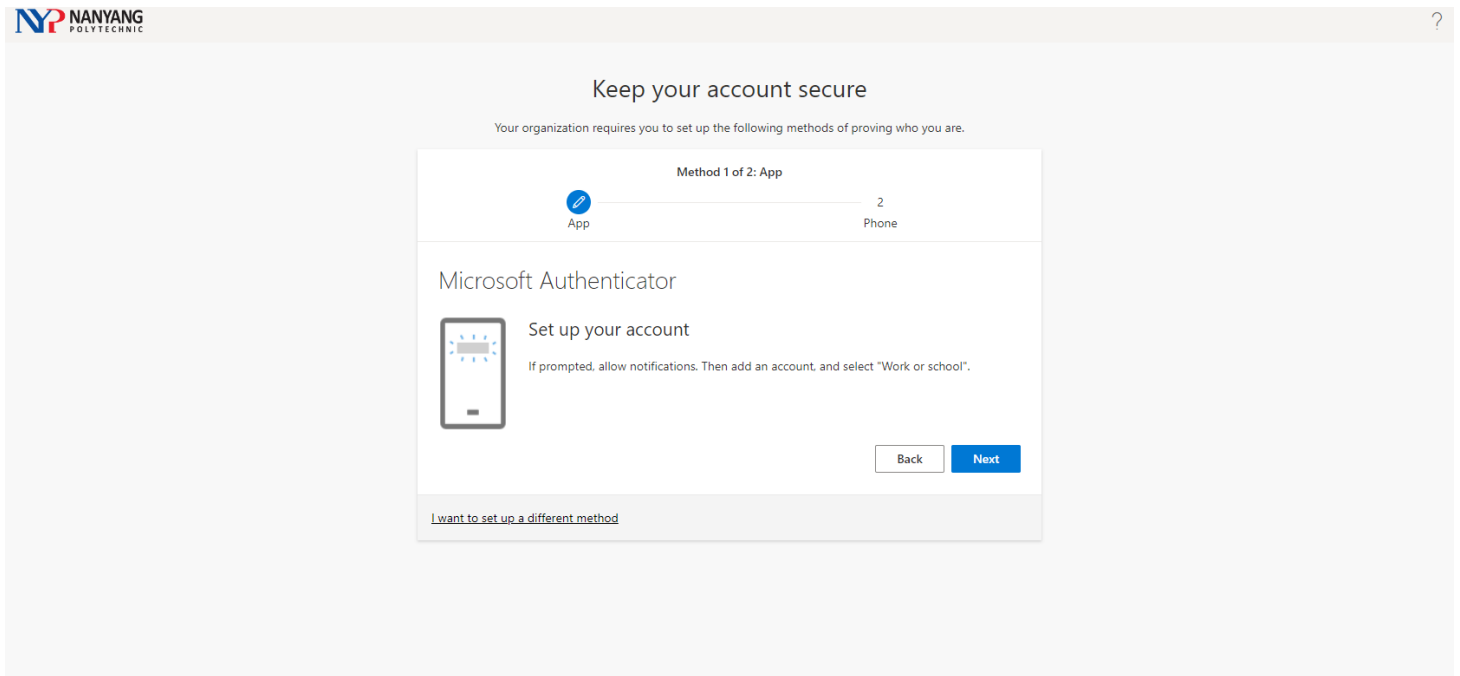 NYP NANYANG
POLYTECHNIC
?
Keep your account secure
Your organization requires you to set up the following methods of proving who you are.
Method 1 of 2: App
2
App
Phone
Microsoft Authenticator
Set up your account
If prompted, allow notifications. Then add an account, and select "Work or school".
Back
Next
I want to set up a different method